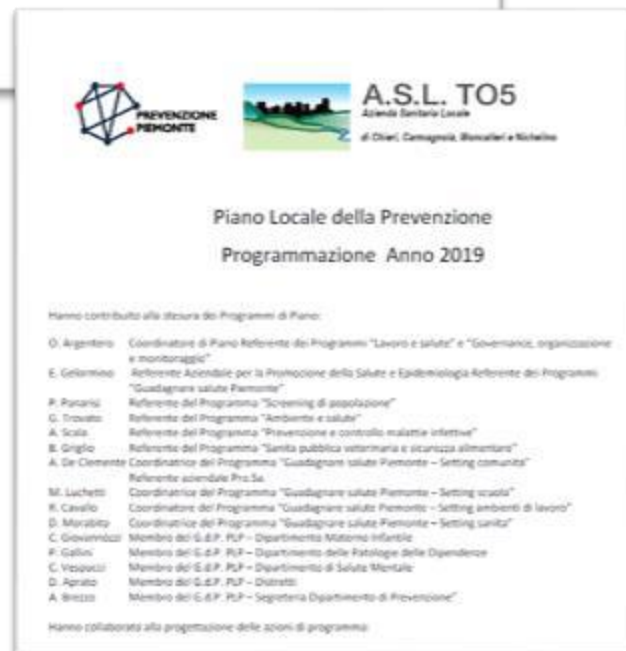 PREVENZIONE
PIEMONTE
A.S.L. TO5
Azienda Sanitaria Locale
di Chieri, Carmagnola, Moncalieri e Nichelino
Piano Locale della Prevenzione
Programmazione Anno 2019
Hanno contribuito alla stesura dei Programmi di Piano:
O. Argentero Coordinatore di Piano Referente dei Programmi "Lavoro e salute" e "Governance, organizzazione
e monitoraggio"
E. Gelormino Referente Aziendale per la Promozione della Salute e Epidemiologia Referente dei Programmi
"Guadagnare salute Piemonte"
P. Panarisi Referente del Programma "Screening di popolazione"
G. Trovato Referente del Programma "Ambiente e salute"
A. Scala Referente del Programma "Prevenzione e controllo malattie infettive"
B. Griglio Referente del Programma "Sanità pubblica veterinaria e sicurezza alimentare"
A. De Clemente Coordinatrice del Programma "Guadagnare salute Piemonte – Setting comunità"
Referente aziendale Pro.Sa.
M. Luchetti Coordinatrice del Programma "Guadagnare salute Piemonte – Setting scuola"
R. Cavallo Coordinatore del Programma "Guadagnare salute Piemonte – Setting ambienti di lavoro"
D. Morabito Coordinatrice del Programma "Guadagnare salute Piemonte – Setting sanità"
C. Giovannozzi Membro del G.d.P. PLP – Dipartimento Materno Infantile
P. Gallini Membro del G.d.P. PLP – Dipartimento delle Patologie delle Dipendenze
C. Vespucci Membro del G.d.P. PLP – Dipartimento di Salute Mentale
D. Aprato Membro del G.d.P. PLP – Distretti
A. Brezzo Membro del G.d.P. PLP – Segreteria Dipartimento di Prevenzione"
Hanno collaborato alla progettazione delle azioni di programma: